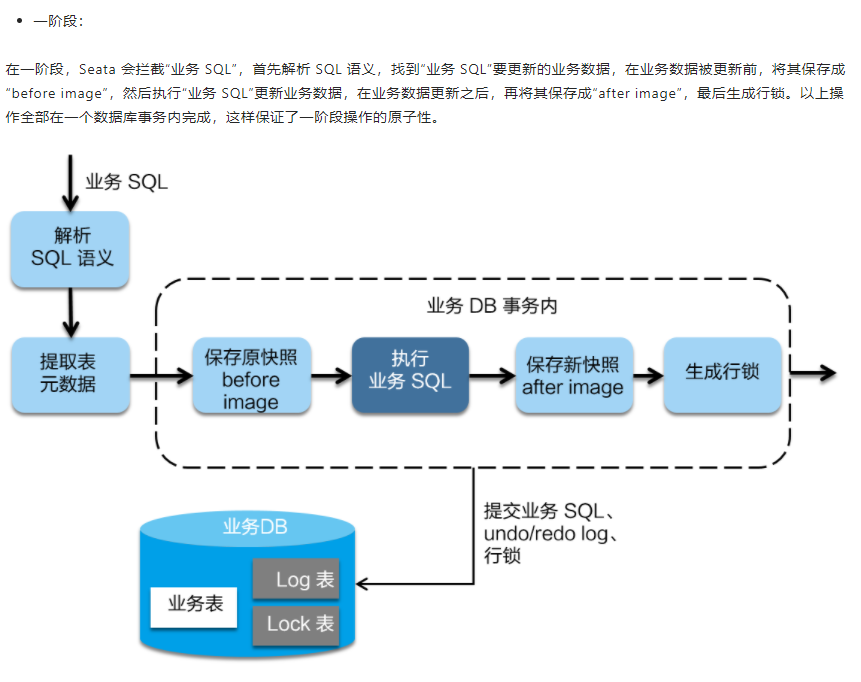 一阶段：
在一阶段，Seata 会拦截“业务 SQL”，首先解析 SQL 语义，找到“业务 SQL”要更新的业务数据，在业务数据被更新前，将其保存成
“before image”，然后执行“业务 SQL”更新业务数据，在业务数据更新之后，再将其保存成“after image”，最后生成行锁。以上操
作全部在一个数据库事务内完成，这样保证了一阶段操作的原子性。
业务 SQL
解析
SQL 语义
提取表
元数据
业务 DB 事务内
保存原快照
before
image
执行
业务 SQL
保存新快照
after image
生成行锁
提交业务 SQL、
undo/redo log、
行锁
业务DB
业务表
Log 表
Lock 表